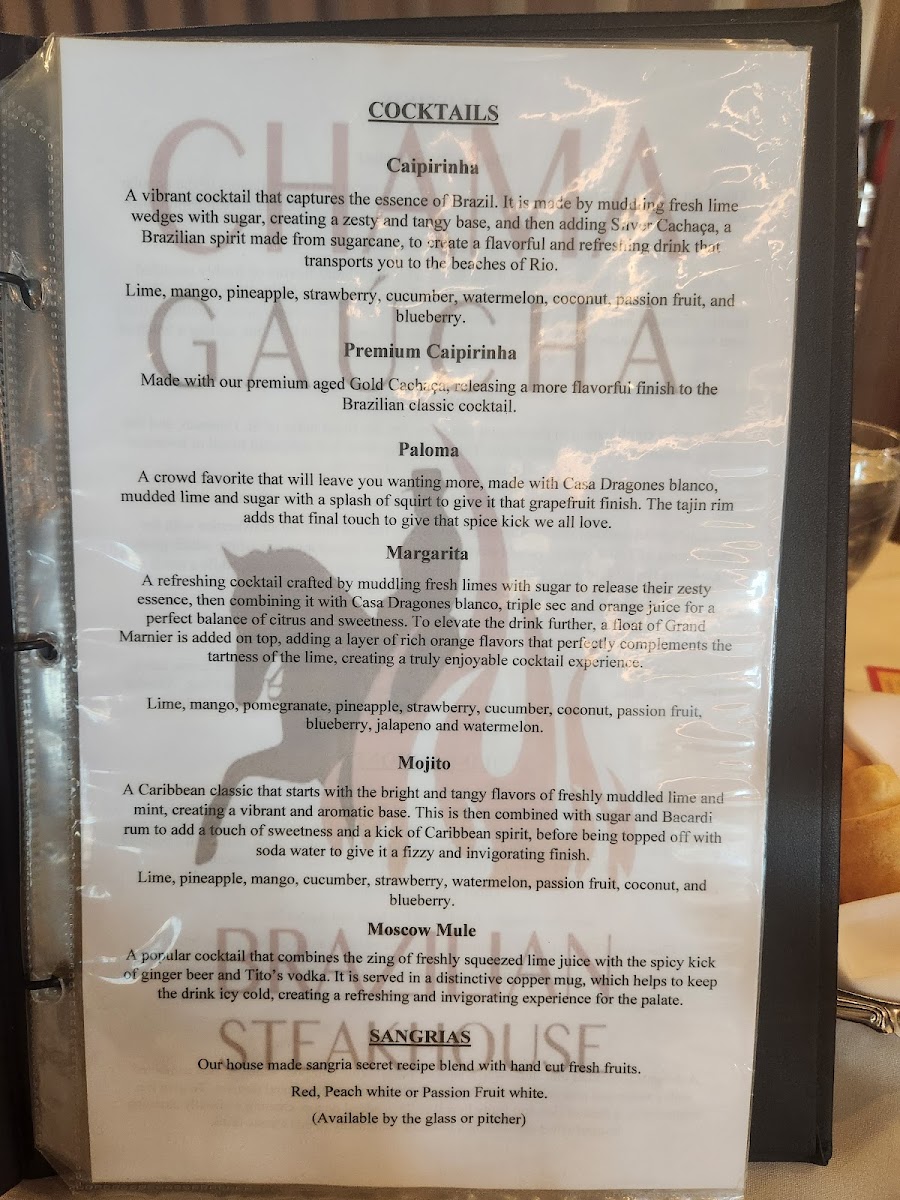 COCKTAILS
Caipirinha
A vibrant cocktail that captures the essence of Brazil. It is made by muddling fresh lime
wedges with sugar, creating a zesty and tangy base, and then adding Silver Cachaça, a
Brazilian spirit made from sugarcane, to create a flavorful and refreshing drink that
transports you to the beaches of Rio.
Lime, mango, pineapple, strawberry, cucumber, watermelon, coconut, passion fruit, and
blueberry.
Premium Caipirinha
Made with our premium aged Gold Cachaça, releasing a more flavorful finish to the
Brazilian classic cocktail.
Paloma
A crowd favorite that will leave you wanting more, made with Casa Dragones blanco,
mudded lime and sugar with a splash of squirt to give it that grapefruit finish. The tajin rim
adds that final touch to give that spice kick we all love.
Margarita
A refreshing cocktail crafted by muddling fresh limes with sugar to release their zesty
essence, then combining it with Casa Dragones blanco, triple sec and orange juice for a
perfect balance of citrus and sweetness. To elevate the drink further, a float of Grand
Marnier is added on top, adding a layer of rich orange flavors that perfectly complements the
tartness of the lime, creating a truly enjoyable cocktail experience.
Lime, mango, pomegranate, pineapple, strawberry, cucumber, coconut, passion fruit,
blueberry, jalapeno and watermelon.
Mojito
A Caribbean classic that starts with the bright and tangy flavors of freshly muddled lime and
mint, creating a vibrant and aromatic base. This is then combined with sugar and Bacardi
rum to add a touch of sweetness and a kick of Caribbean spirit, before being topped off with
soda water to give it a fizzy and invigorating finish.
Lime, pineapple, mango, cucumber, strawberry, watermelon, passion fruit, coconut, and
blueberry.
Moscow Mule
A popular cocktail that combines the zing of freshly squeezed lime juice with the spicy kick
of ginger beer and Tito's vodka. It is served in a distinctive copper mug, which helps to keep
the drink icy cold, creating a refreshing and invigorating experience for the palate.
SANGRIAS
Our house made sangria secret recipe blend with hand cut fresh fruits.
Red, Peach white or Passion Fruit white.
(Available by the glass or pitcher)
CHAMA
GAÚCHA
BRAZILIAN
STEAKHOUSE